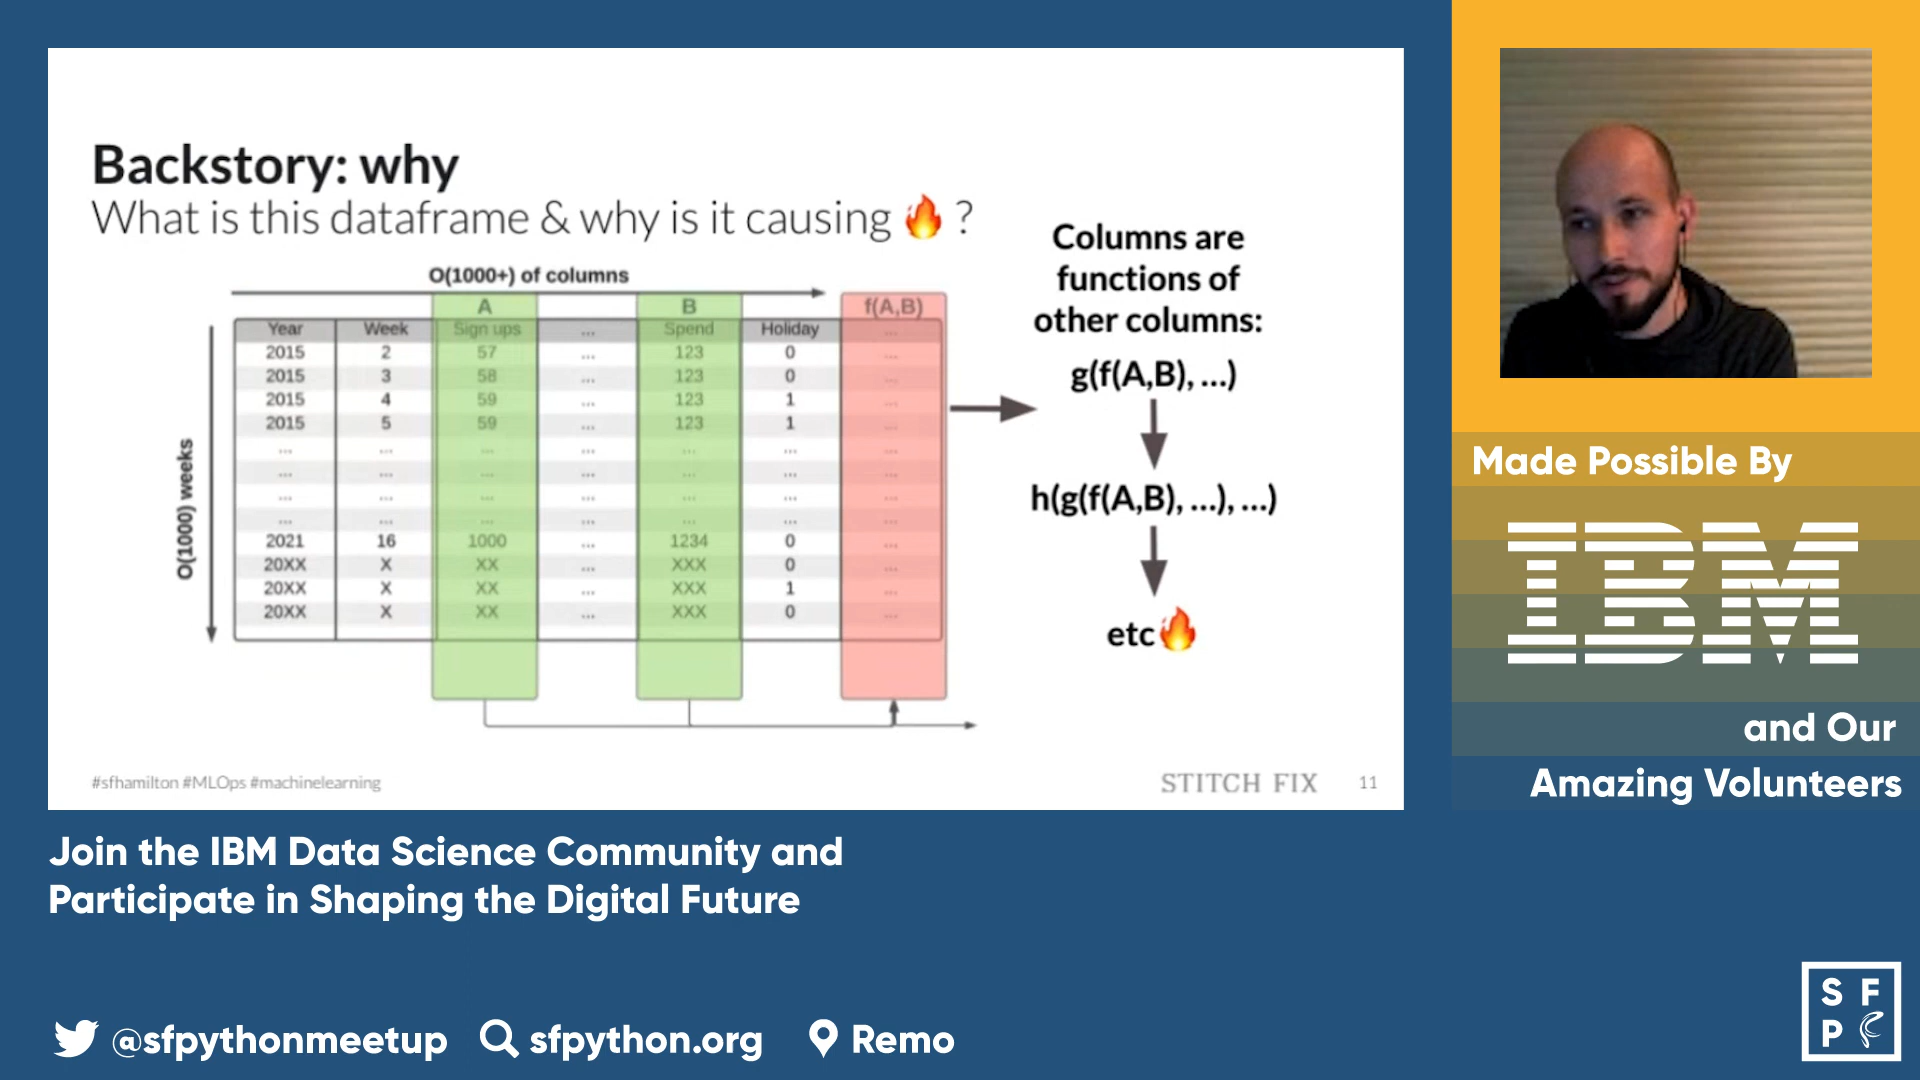 Backstory: why
What is this dataframe & why is it causing 🔥 ?
O(1000+) of columns
A B f(A,B)
Year Week Sign ups ... Spend Holiday ...
2015 2 57 ... 123 0 ...
2015 3 58 ... 123 0 ...
2015 4 59 ... 123 1 ...
2015 5 59 ... 123 1 ...
... ... ... ... ... ... ...
... ... ... ... ... ... ...
... ... ... ... ... ... ...
... ... ... ... ... ... ...
2021 16 1000 ... 1234 0 ...
20XX X XX ... XXX 0 ...
20XX X XX ... XXX 1 ...
20XX X XX ... XXX 0 ...
O(1000) weeks
Columns are
functions of
other columns:
g(f(A,B), ...)
h(g(f(A,B), ...), ...)
etc🔥
#sfhamilton #MLOps #machinelearning
STITCH FIX
11
Made Possible By
IBM
and Our
Amazing Volunteers
Join the IBM Data Science Community and
Participate in Shaping the Digital Future
@sfpythonmeetup
sfpython.org
Remo
S F
P